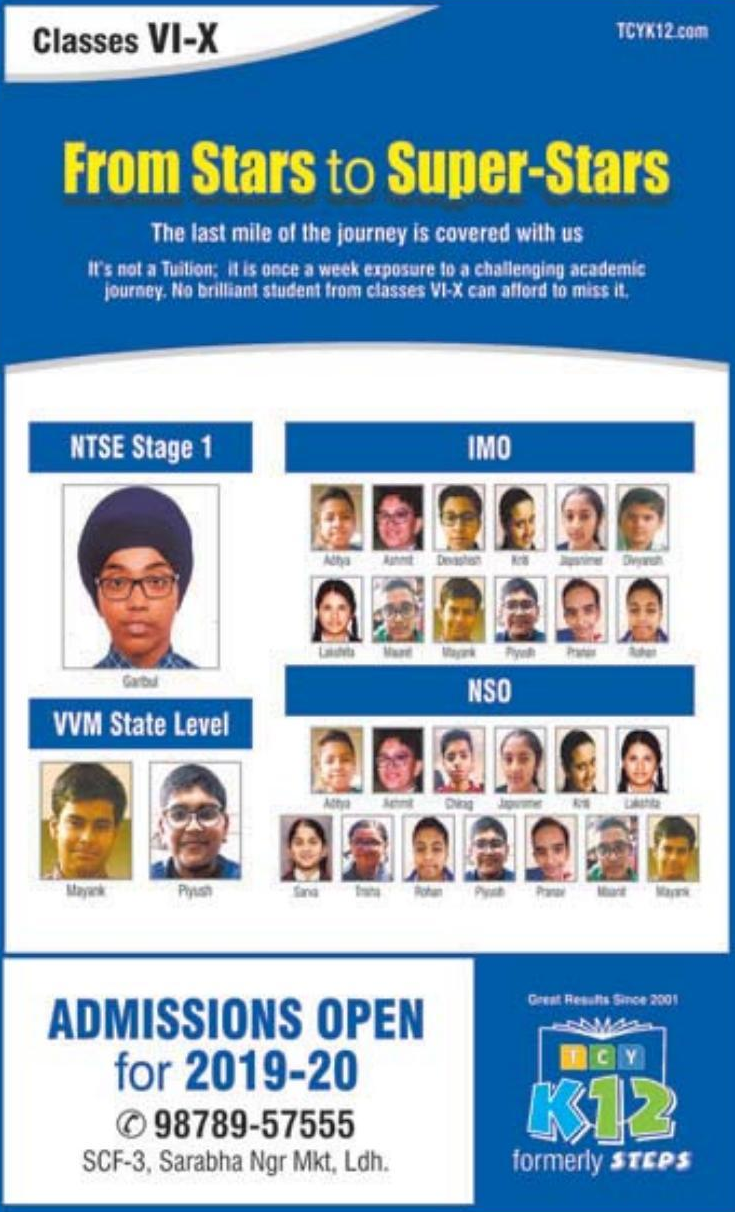 Classes VI-X
TCYK12.com
From Stars to Super-Stars
The last mile of the journey is covered with us
It's not a Tuition; it is once a week exposure to a challenging academic
journey. No brilliant student from classes VI-X can afford to miss it.
NTSE Stage 1
Garibul
VVM State Level
Mayank Piyush
IMO
Aditya Ashmit Devashish Kriti Japsnimer Divyansh
Lakshita Maanit Mayank Piyush Pranav Rohan
NSO
Aditya Ashmit Chirag Japsnimer Kriti Lakshita
Sarva Trisha Rohan Piyush Pranav Maanit Mayank
ADMISSIONS OPEN
for 2019-20
✆ 98789-57555
SCF-3, Sarabha Ngr Mkt, Ldh.
Great Results Since 2001
TCY
K12
formerly STEPS